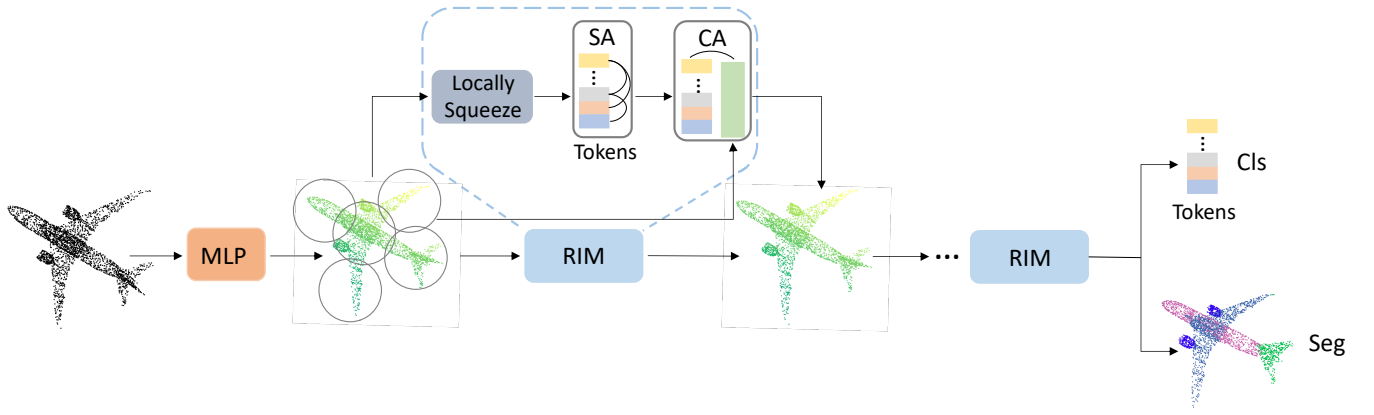 SA
CA
Locally
Squeeze
Tokens
MLP
RIM
RIM
Cls
Tokens
Seg